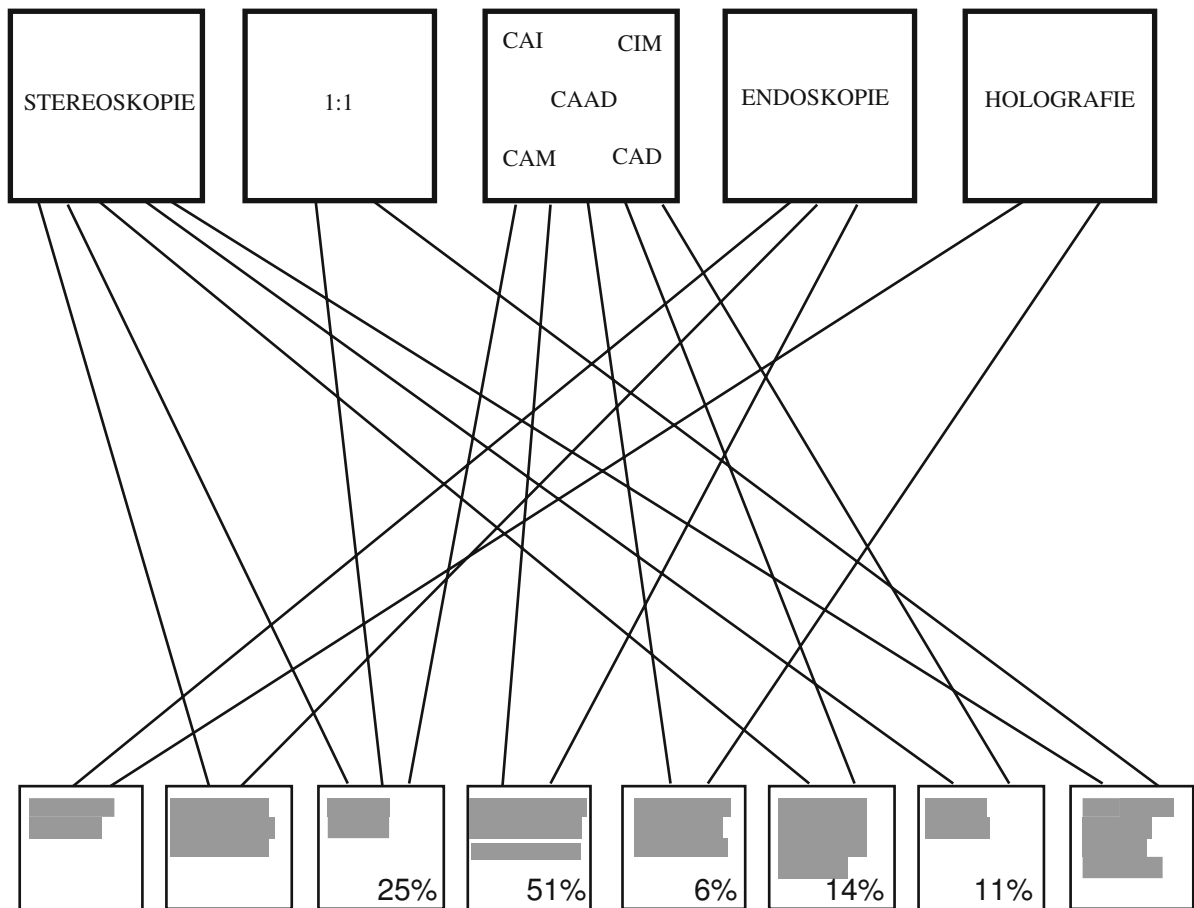 STEREOSKOPIE
1:1
CAI CIM
CAAD
CAM CAD
ENDOSKOPIE
HOLOGRAFIE
25%
51%
6%
14%
11%